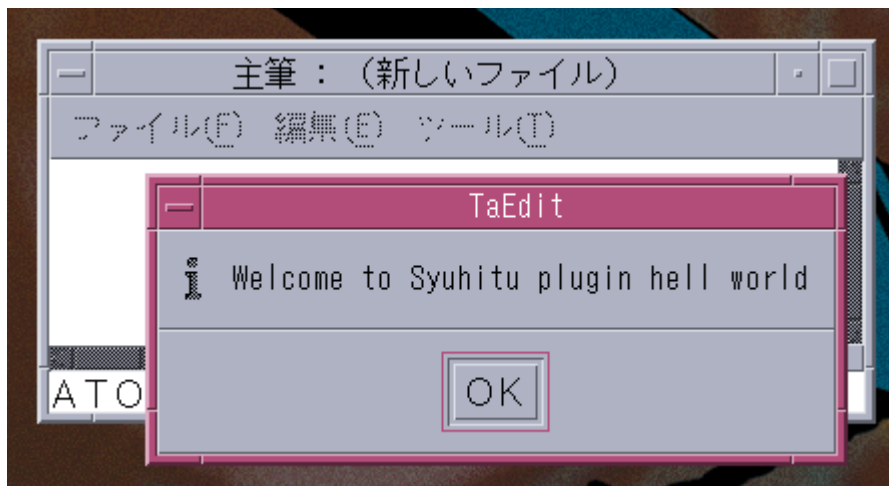 主筆 : （新しいファイル）
ファイル(F) 編集(E) ツール(T)
TaEdit
Welcome to Syuhitu plugin hell world
OK
ATO